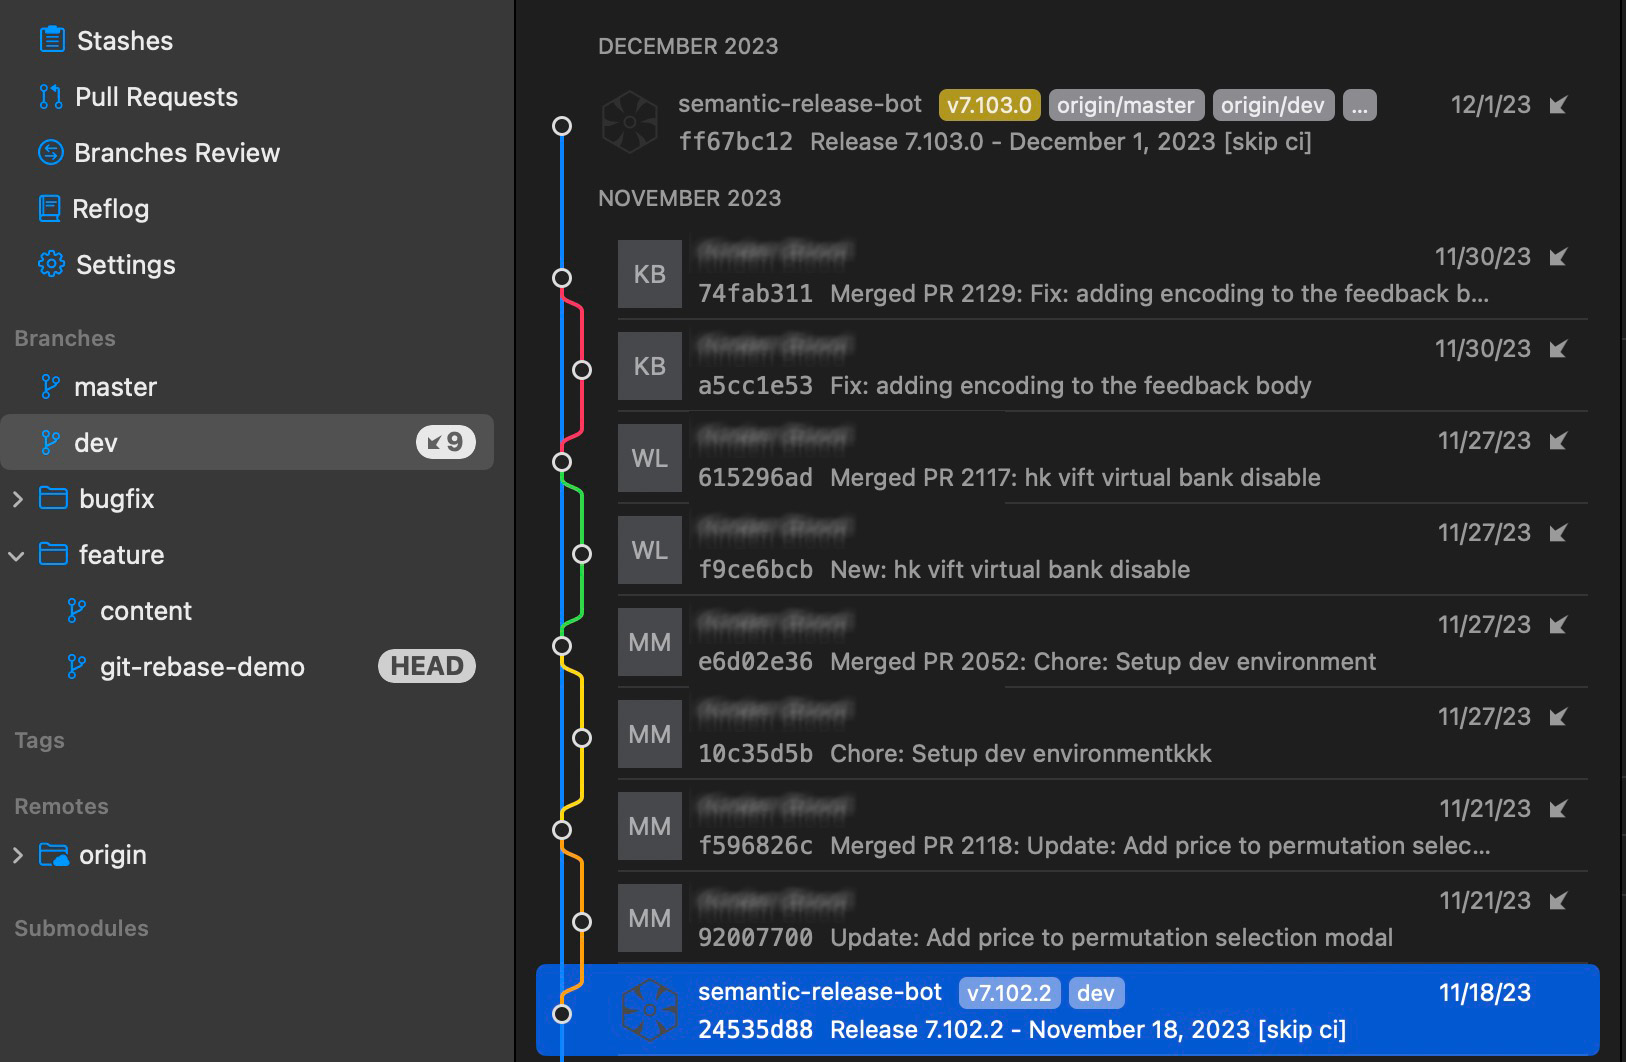 Stashes
Pull Requests
Branches Review
Reflog
Settings
Branches
master
dev 9
bugfix
feature
content
git-rebase-demo HEAD
Tags
Remotes
origin
Submodules
DECEMBER 2023
semantic-release-bot v7.103.0 origin/master origin/dev ... 12/1/23
ff67bc12 Release 7.103.0 - December 1, 2023 [skip ci]
NOVEMBER 2023
KB 11/30/23
74fab311 Merged PR 2129: Fix: adding encoding to the feedback b...
KB 11/30/23
a5cc1e53 Fix: adding encoding to the feedback body
WL 11/27/23
615296ad Merged PR 2117: hk vift virtual bank disable
WL 11/27/23
f9ce6bcb New: hk vift virtual bank disable
MM 11/27/23
e6d02e36 Merged PR 2052: Chore: Setup dev environment
MM 11/27/23
10c35d5b Chore: Setup dev environmentkkk
MM 11/21/23
f596826c Merged PR 2118: Update: Add price to permutation selec...
MM 11/21/23
92007700 Update: Add price to permutation selection modal
semantic-release-bot v7.102.2 dev 11/18/23
24535d88 Release 7.102.2 - November 18, 2023 [skip ci]